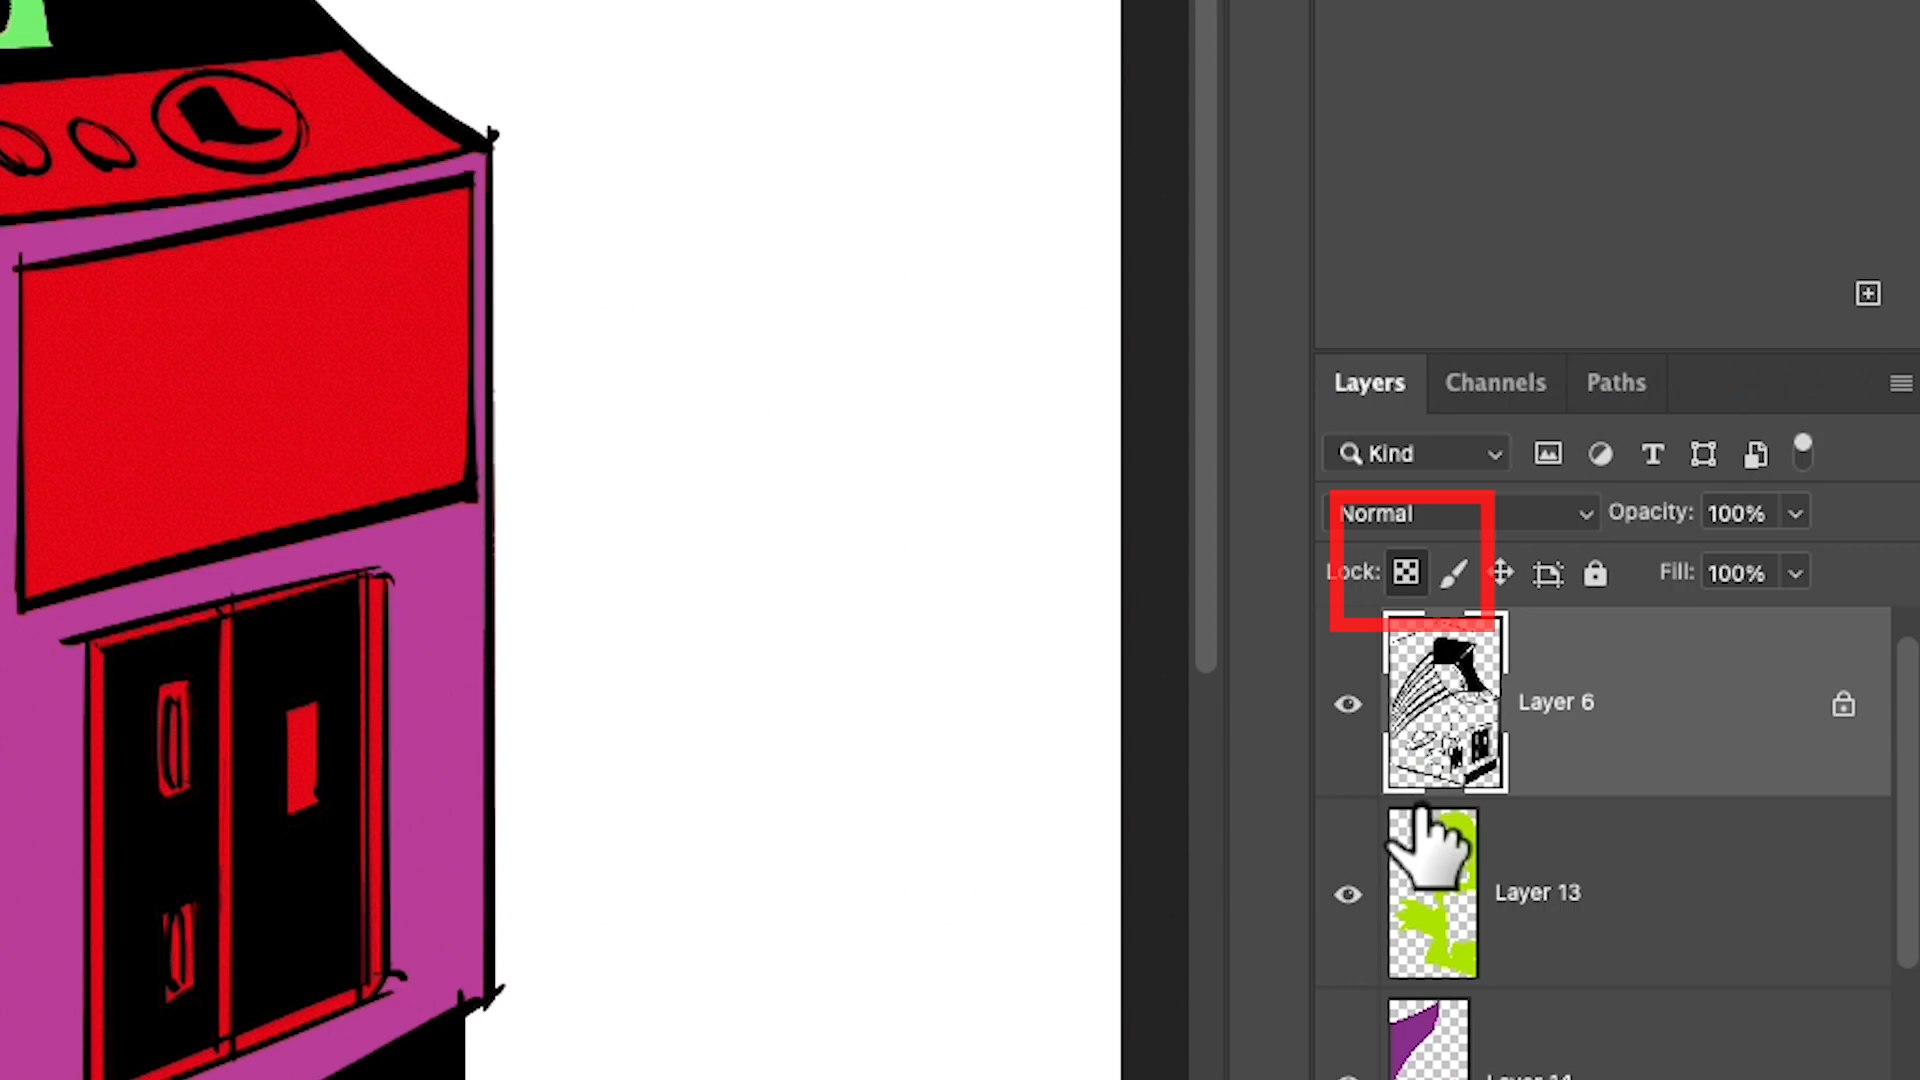 Layers Channels Paths
Kind
Normal Opacity: 100%
Lock: Fill: 100%
Layer 6
Layer 13